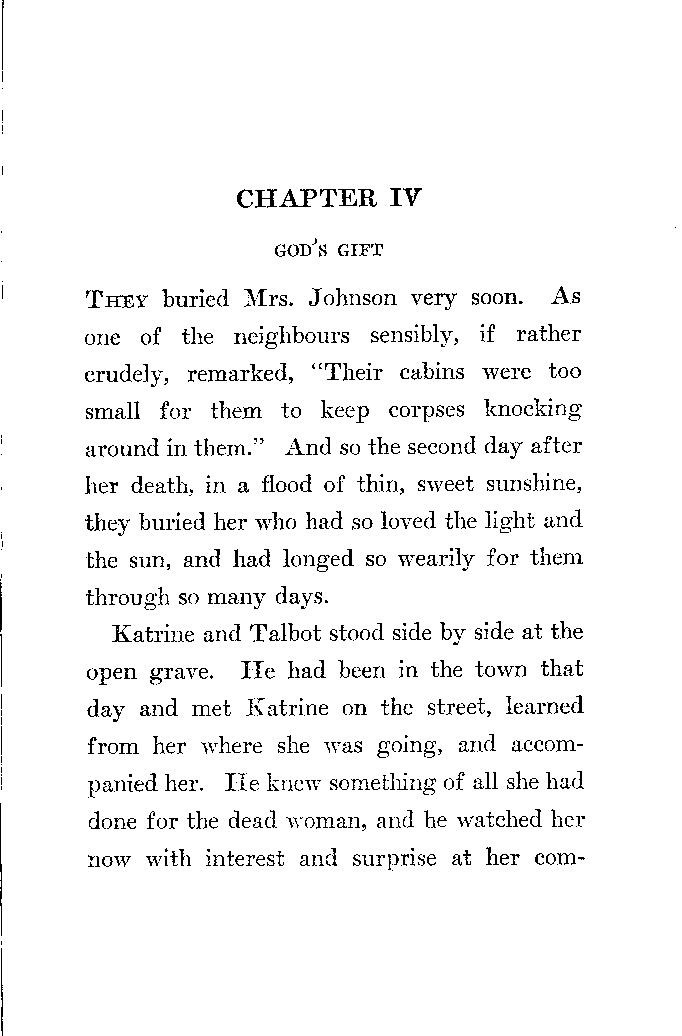 CHAPTER IV
GOD'S GIFT
THEY buried Mrs. Johnson very soon. As
one of the neighbours sensibly, if rather
crudely, remarked, "Their cabins were too
small for them to keep corpses knocking
around in them." And so the second day after
her death, in a flood of thin, sweet sunshine,
they buried her who had so loved the light and
the sun, and had longed so wearily for them
through so many days.
Katrine and Talbot stood side by side at the
open grave. He had been in the town that
day and met Katrine on the street, learned
from her where she was going, and accom-
panied her. He knew something of all she had
done for the dead woman, and he watched her
now with interest and surprise at her com-